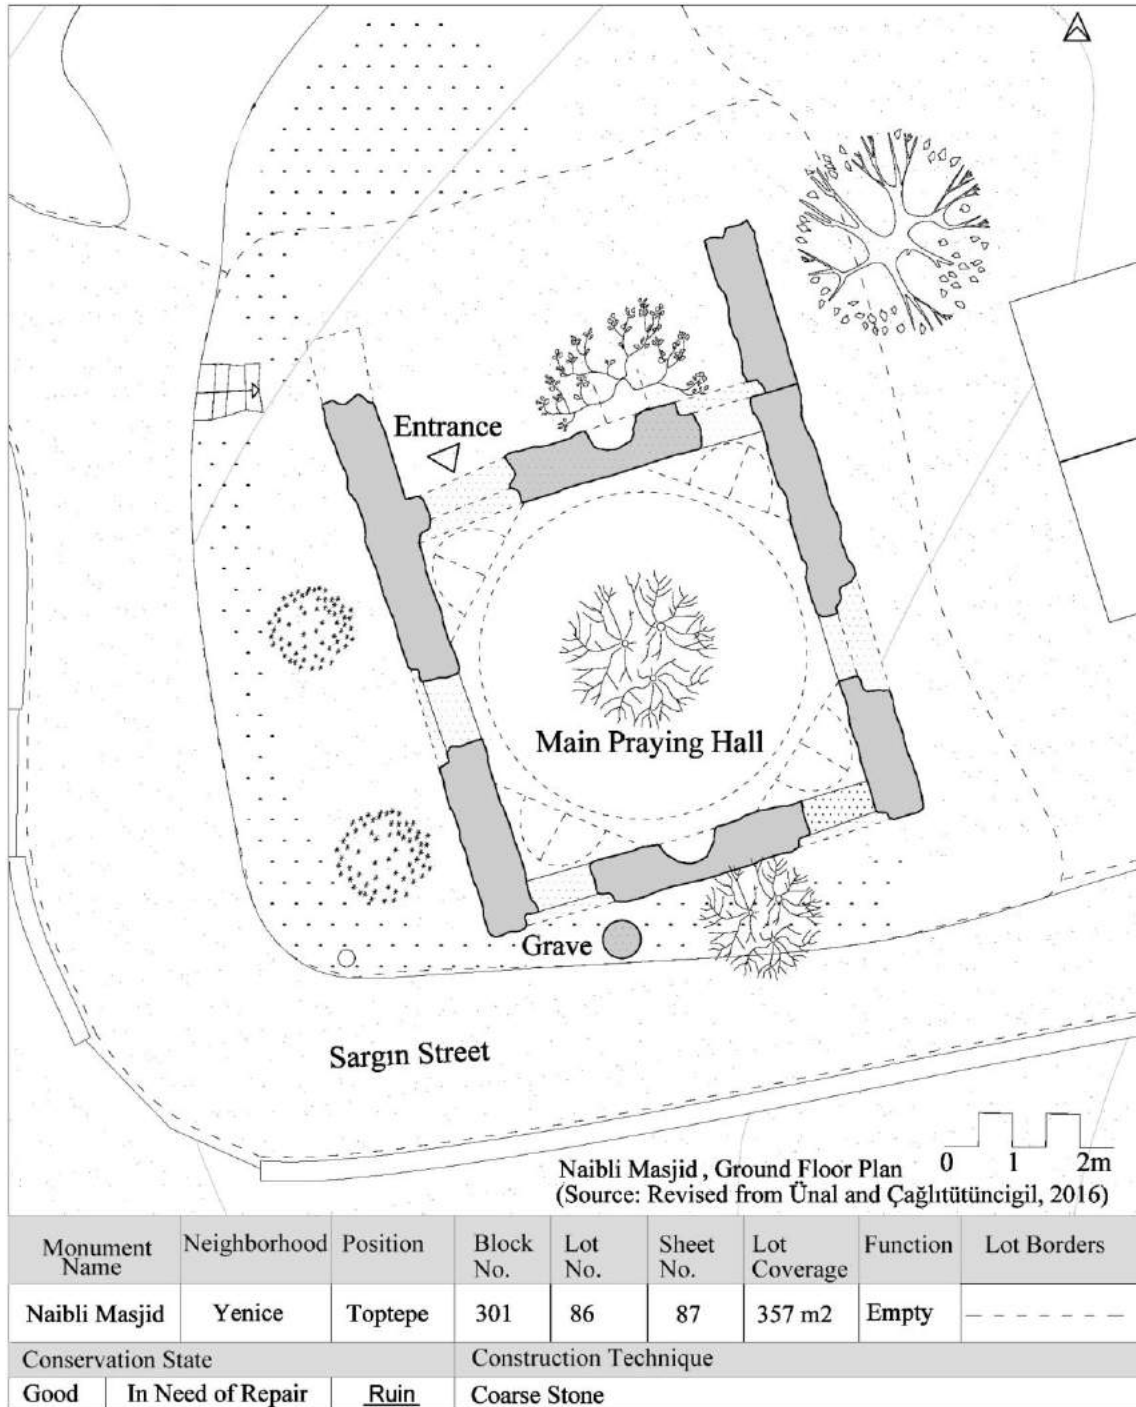 Entrance
Main Praying Hall
Grave
Sargın Street
0 1 2m
Naibli Masjid , Ground Floor Plan
(Source: Revised from Ünal and Çağlıtütüncigil, 2016)
Monument Name Neighborhood Position Block No. Lot No. Sheet No. Lot Coverage Function Lot Borders
Naibli Masjid Yenice Toptepe 301 86 87 357 m2 Empty
Conservation State Construction Technique
Good In Need of Repair Ruin Coarse Stone